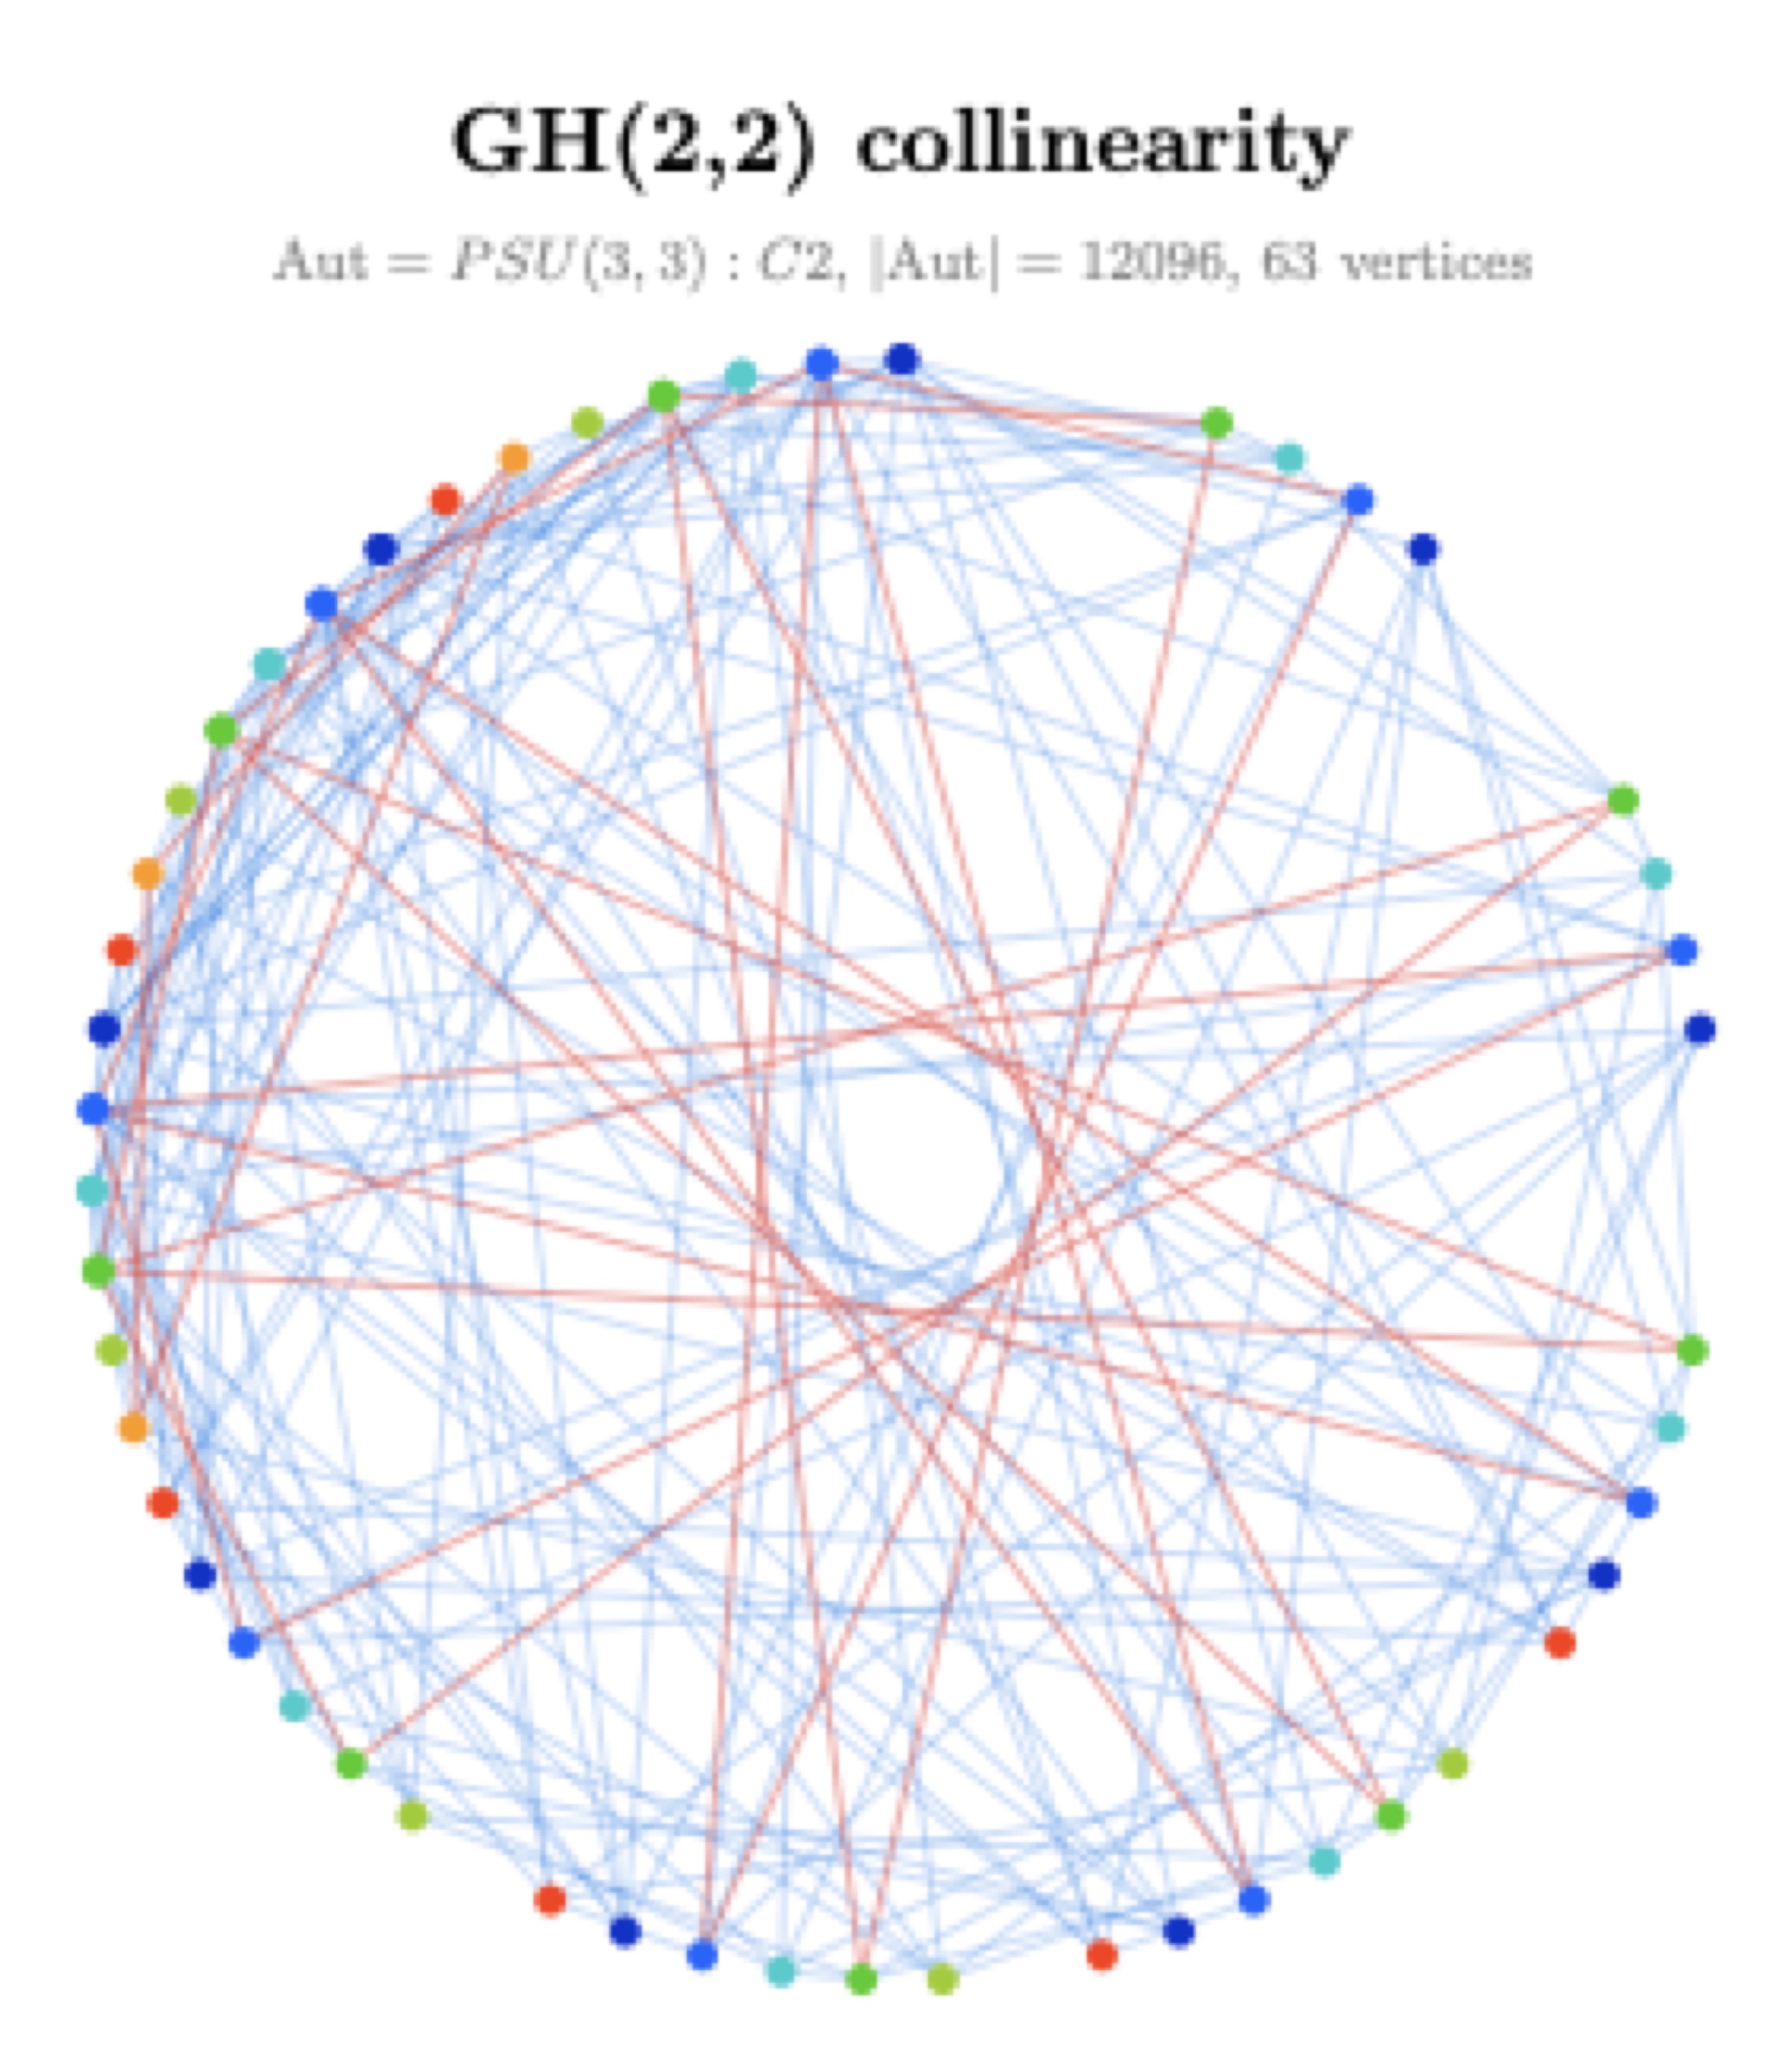 GH(2,2) collinearity
Aut = PSU(3, 3) : C2, |Aut| = 12096, 63 vertices